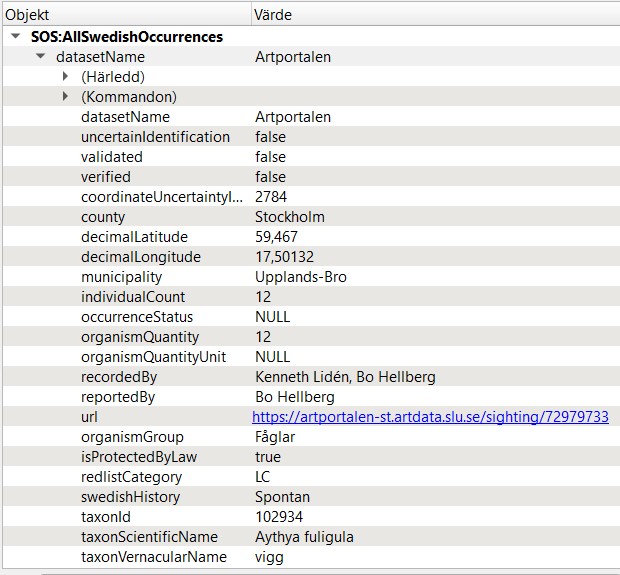 Objekt Värde
SOS:AllSwedishOccurrences
datasetName Artportalen
(Härledd)
(Kommandon)
datasetName Artportalen
uncertainIdentification false
validated false
verified false
coordinateUncertaintyI... 2784
county Stockholm
decimalLatitude 59,467
decimalLongitude 17,50132
municipality Upplands-Bro
individualCount 12
occurrenceStatus NULL
organismQuantity 12
organismQuantityUnit NULL
recordedBy Kenneth Lidén, Bo Hellberg
reportedBy Bo Hellberg
url https://artportalen-st.artdata.slu.se/sighting/72979733
organismGroup Fåglar
isProtectedByLaw true
redlistCategory LC
swedishHistory Spontan
taxonId 102934
taxonScientificName Aythya fuligula
taxonVernacularName vigg